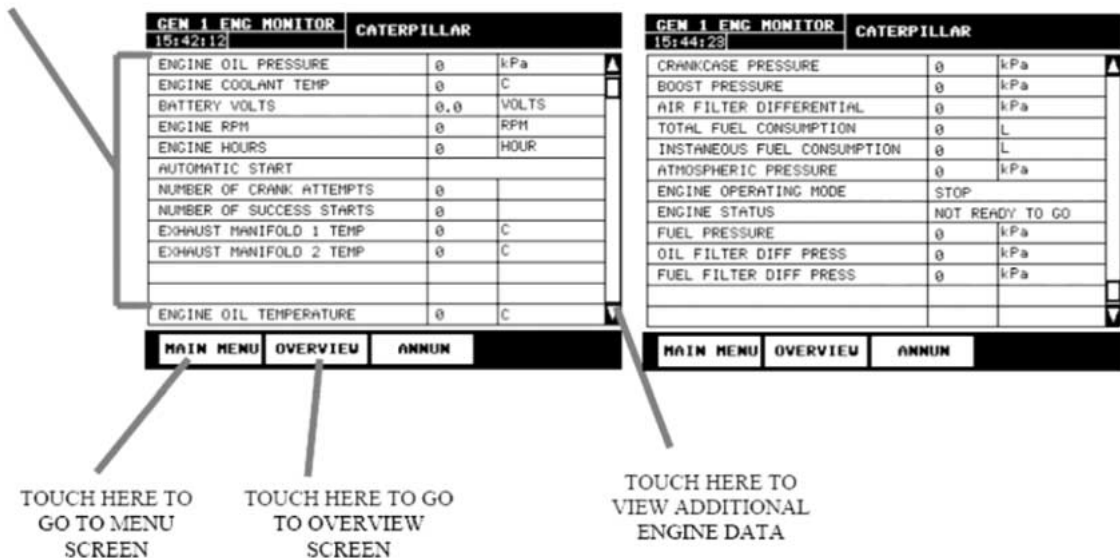 GEN 1 ENG MONITOR
CATERPILLAR
15:42:12
ENGINE OIL PRESSURE 0 kPa
ENGINE COOLANT TEMP 0 C
BATTERY VOLTS 0.0 VOLTS
ENGINE RPM 0 RPM
ENGINE HOURS 0 HOUR
AUTOMATIC START
NUMBER OF CRANK ATTEMPTS 0
NUMBER OF SUCCESS STARTS 0
EXHAUST MANIFOLD 1 TEMP 0 C
EXHAUST MANIFOLD 2 TEMP 0 C
ENGINE OIL TEMPERATURE 0 C
MAIN MENU OVERVIEW ANNUN
GEN 1 ENG MONITOR
CATERPILLAR
15:44:23
CRANKCASE PRESSURE 0 kPa
BOOST PRESSURE 0 kPa
AIR FILTER DIFFERENTIAL 0 kPa
TOTAL FUEL CONSUMPTION 0 L
INSTANEOUS FUEL CONSUMPTION 0 L
ATMOSPHERIC PRESSURE 0 kPa
ENGINE OPERATING MODE STOP
ENGINE STATUS NOT READY TO GO
FUEL PRESSURE 0 kPa
OIL FILTER DIFF PRESS 0 kPa
FUEL FILTER DIFF PRESS 0 kPa
MAIN MENU OVERVIEW ANNUN
TOUCH HERE TO
GO TO MENU
SCREEN
TOUCH HERE TO GO
TO OVERVIEW
SCREEN
TOUCH HERE TO
VIEW ADDITIONAL
ENGINE DATA